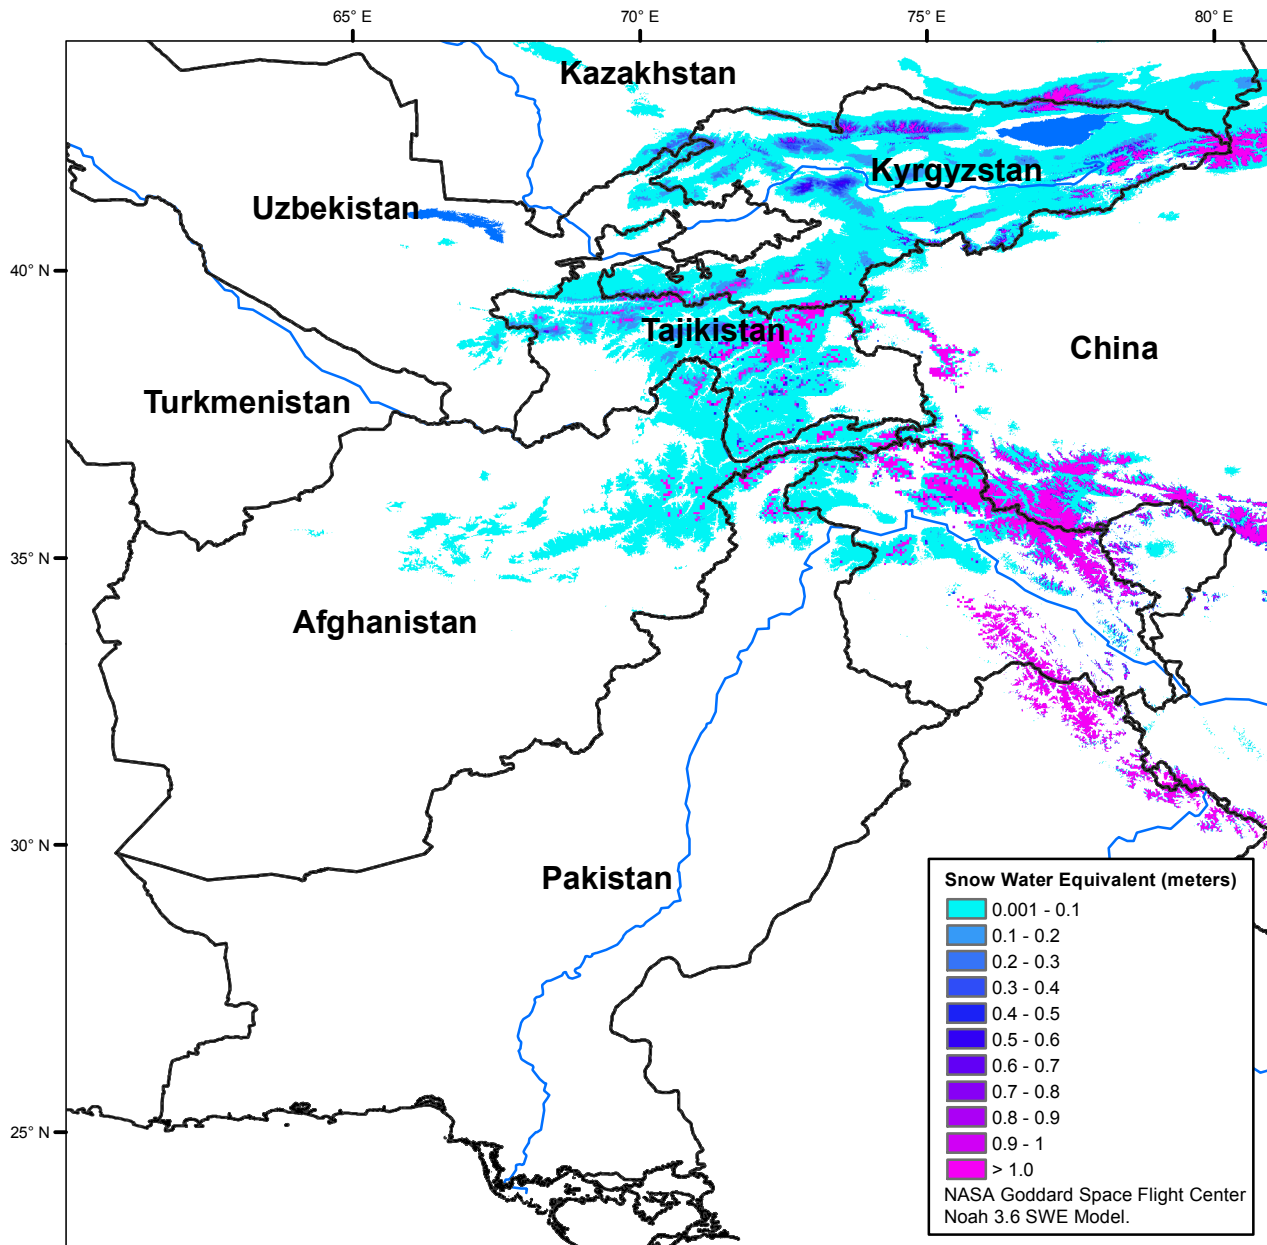 65° E
70° E
75° E
80° E
Kazakhstan
Kyrgyzstan
Uzbekistan
40° N
Tajikistan
China
Turkmenistan
35° N
Afghanistan
30° N
Pakistan
25° N
Snow Water Equivalent (meters)
0.001 - 0.1
0.1 - 0.2
0.2 - 0.3
0.3 - 0.4
0.4 - 0.5
0.5 - 0.6
0.6 - 0.7
0.7 - 0.8
0.8 - 0.9
0.9 - 1
> 1.0
NASA Goddard Space Flight Center
Noah 3.6 SWE Model.